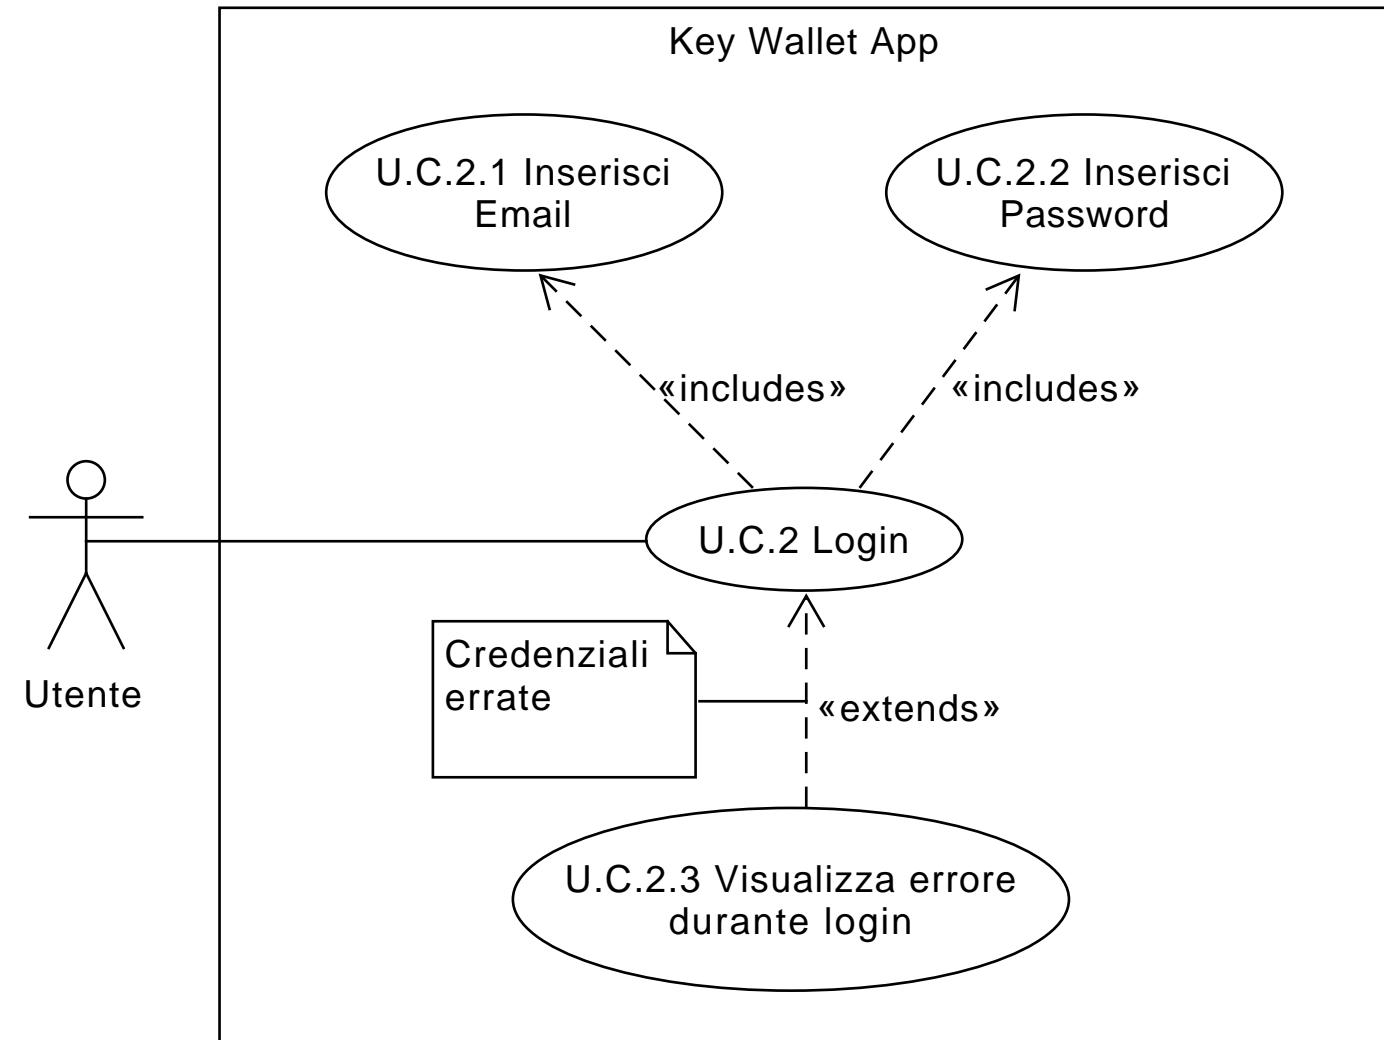 Key Wallet App
U.C.2.1 Inserisci
Email
U.C.2.2 Inserisci
Password
«includes»
«includes»
U.C.2 Login
Utente
Credenziali
errate
«extends»
U.C.2.3 Visualizza errore
durante login